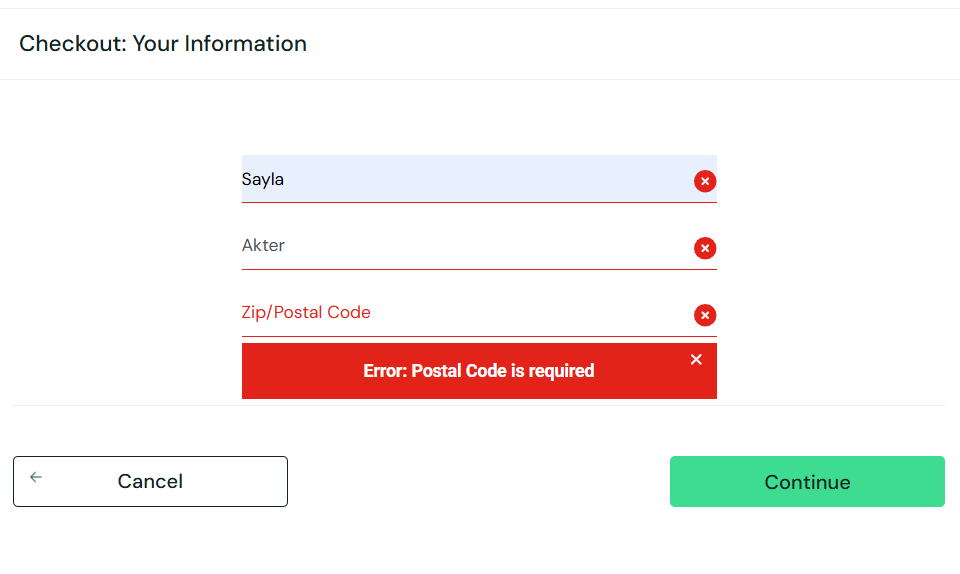 Checkout: Your Information
Sayla
Akter
Zip/Postal Code
Error: Postal Code is required
Cancel
Continue